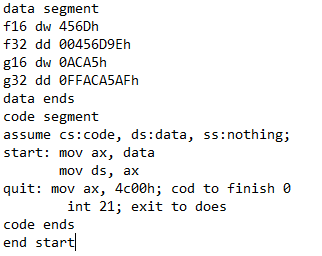 data segment
f16 dw 456Dh
f32 dd 00456D9Eh
g16 dw 0ACA5h
g32 dd 0FFACA5AFh
data ends
code segment
assume cs:code, ds:data, ss:nothing;
start: mov ax, data
       mov ds, ax
quit: mov ax, 4c00h; cod to finish 0
        int 21; exit to does
code ends
end start